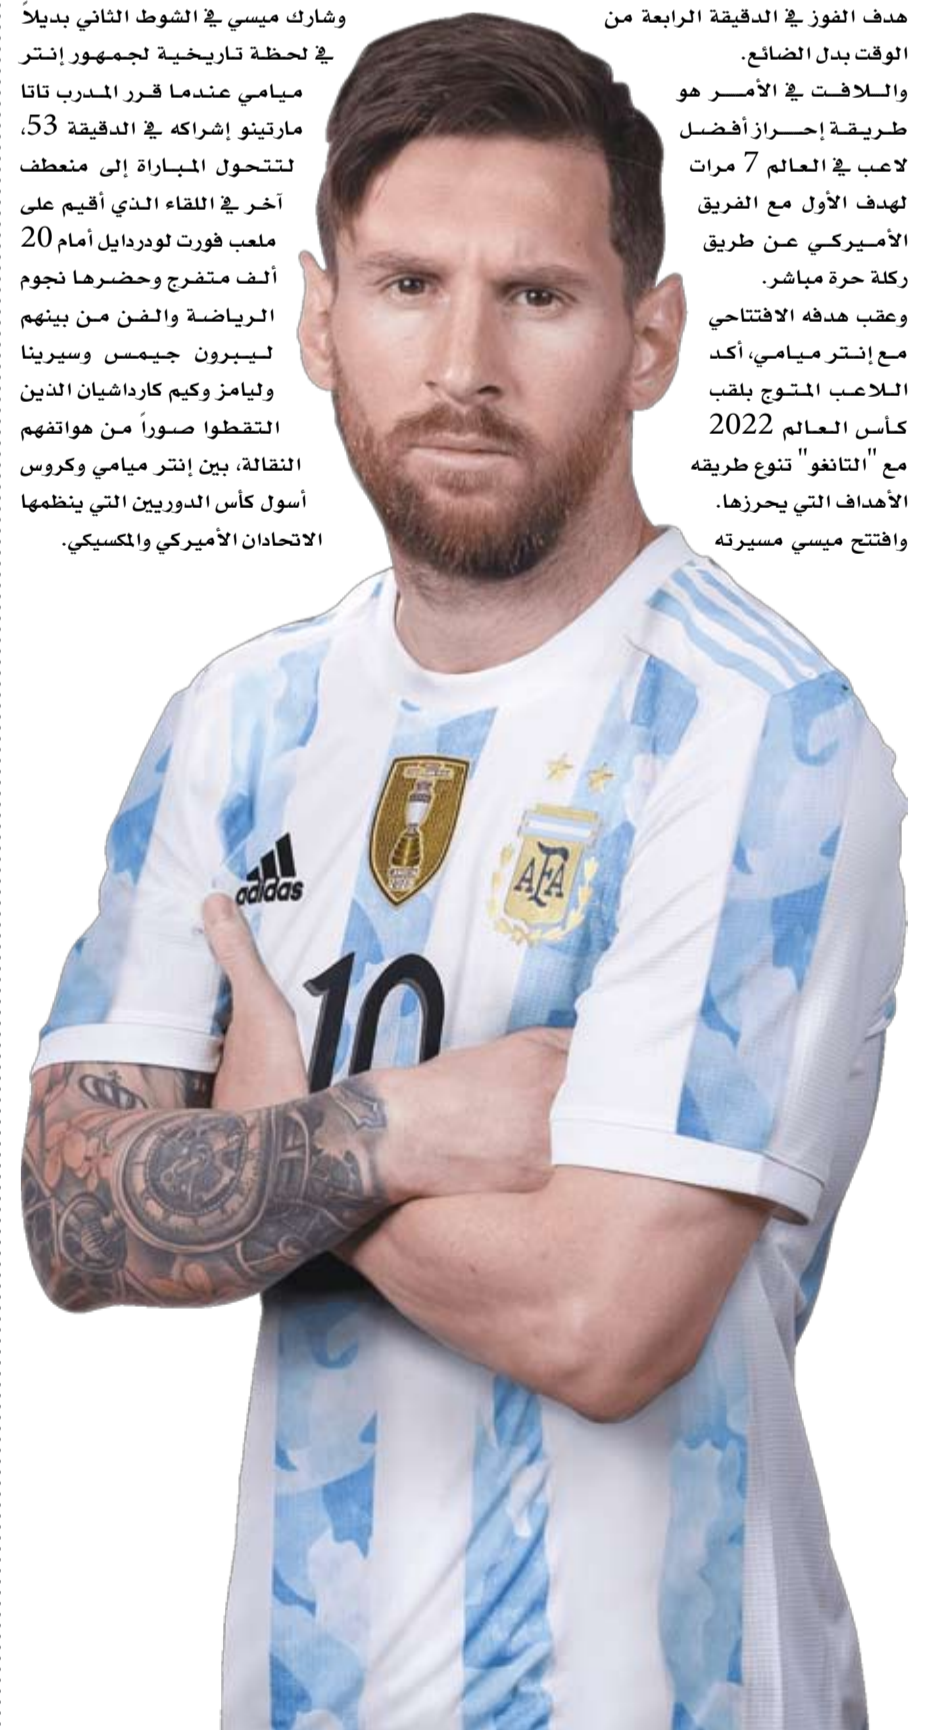 هدف الفوز في الدقيقة الرابعة من
الوقت بدل الضائع.
واللافت في الأمر هو
طريقة إحراز أفضل
لاعب في العالم 7 مرات
لهدف الأول مع الفريق
الأميركي عن طريق
ركلة حرة مباشر.
وعقب هدفه الافتتاحي
مع إنتر ميامي، أكد
اللاعب المتوج بلقب
كأس العالم 2022
مع "التانغو" تنوع طريقه
الأهداف التي يحرزها.
وافتتح ميسي مسيرته
وشارك ميسي في الشوط الثاني بديلاً
في لحظة تاريخية لجمهور إنتر
ميامي عندما قرر المدرب تاتا
مارتينو إشراكه في الدقيقة 53،
لتتحول المباراة إلى منعطف
آخر في اللقاء الذي أقيم على
ملعب فورت لودردايل أمام 20
ألف متفرج وحضرها نجوم
الرياضة والفن من بينهم
ليبرون جيمس وسيرينا
وليامز وكيم كارداشيان الذين
التقطوا صوراً من هواتفهم
النقالة، بين إنتر ميامي وكروس
أسول كأس الدوريين التي ينظمها
الاتحادان الأميركي والمكسيكي.
adidas
AFA
10